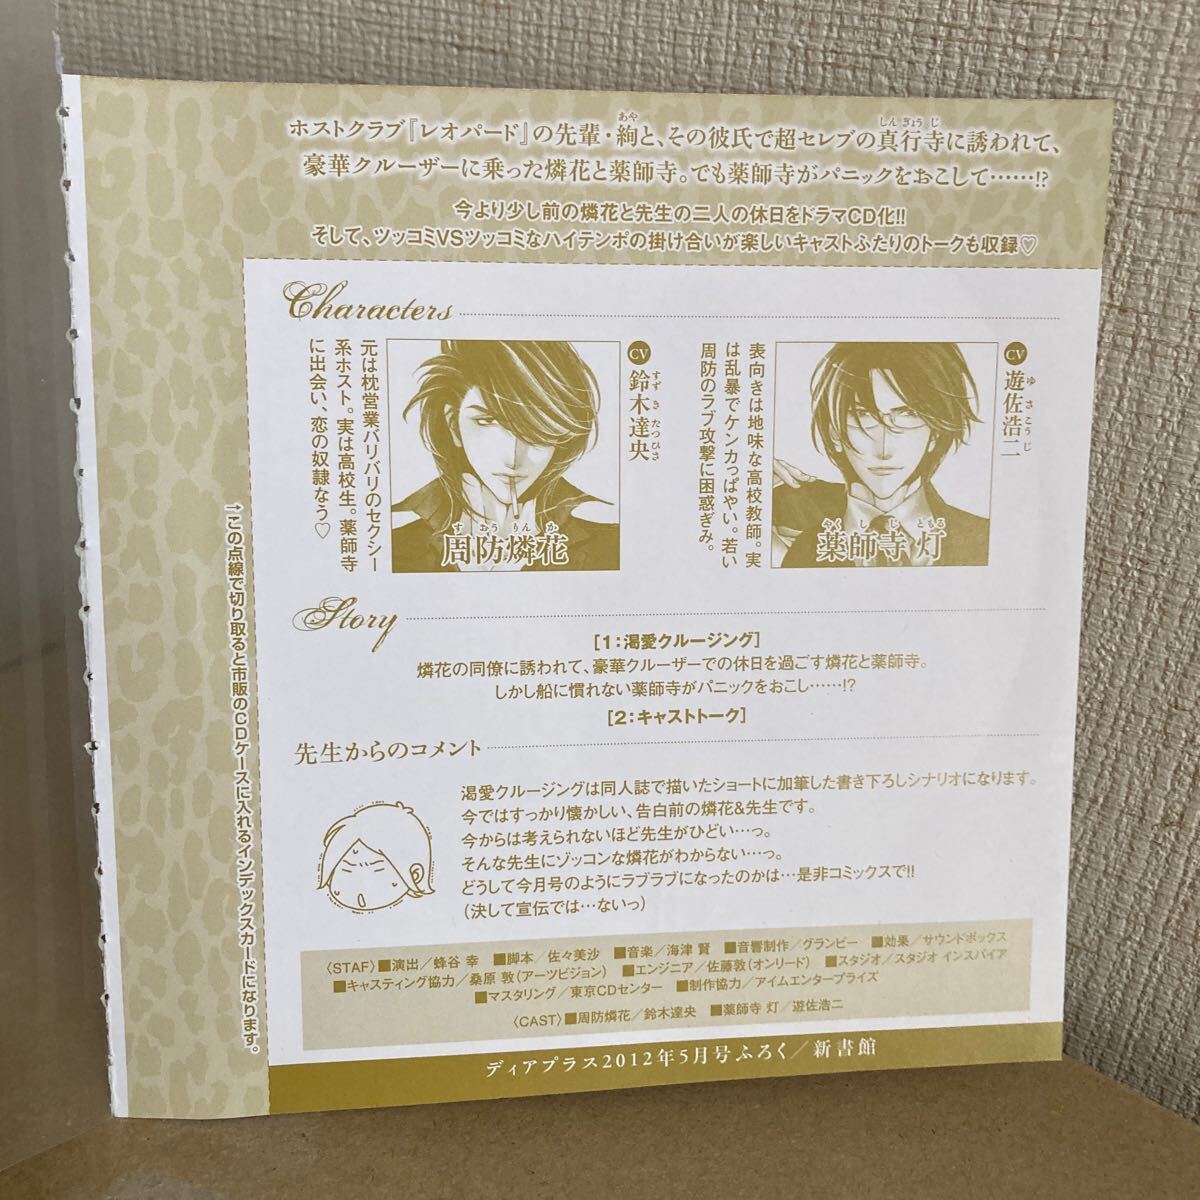 ホストクラブ『レオパード』の先輩・絢と、その彼氏で超セレブの真行寺に誘われて、
豪華クルーザーに乗った燐花と薬師寺。でも薬師寺がパニックをおこして……!?
今より少し前の燐花と先生の二人の休日をドラマCD化!!
そして、ツッコミVSツッコミなハイテンポの掛け合いが楽しいキャストふたりのトークも収録♡
Characters
CV 遊佐浩二
薬師寺 灯
表向きは地味な高校教師。実
は乱暴でケンカっぱやい。若い
周防のラブ攻撃に困惑ぎみ。
CV 鈴木達央
周防燐花
元は枕営業バリバリのセクシー
系ホスト。実は高校生。薬師寺
に出会い、恋の奴隷なう♡
Story
[1:渇愛クルージング]
燐花の同僚に誘われて、豪華クルーザーでの休日を過ごす燐花と薬師寺。
しかし船に慣れない薬師寺がパニックをおこし……!?
[2:キャストトーク]
先生からのコメント
渇愛クルージングは同人誌で描いたショートに加筆した書き下ろしシナリオになります。
今ではすっかり懐かしい、告白前の燐花&先生です。
今からは考えられないほど先生がひどい…っ。
そんな先生にゾッコンな燐花がわからない…っ。
どうして今月号のようにラブラブになったのかは…是非コミックスで!!
(決して宣伝では…ないっ)
〈STAF〉■演出/蜂谷 幸 ■脚本/佐々美沙 ■音楽/海津 賢 ■音響制作/グランビー ■効果/サウンドボックス
■キャスティング協力/桑原 敦(アーツビジョン) ■エンジニア/佐藤敦(オンリード) ■スタジオ/スタジオ インスパイア
■マスタリング/東京CDセンター ■制作協力/アイムエンタープライズ
〈CAST〉■周防燐花/鈴木達央 ■薬師寺 灯/遊佐浩二
ディアプラス2012年5月号ふろく/新書館
→この点線で切り取ると市販のCDケースに入れるインデックスカードになります。